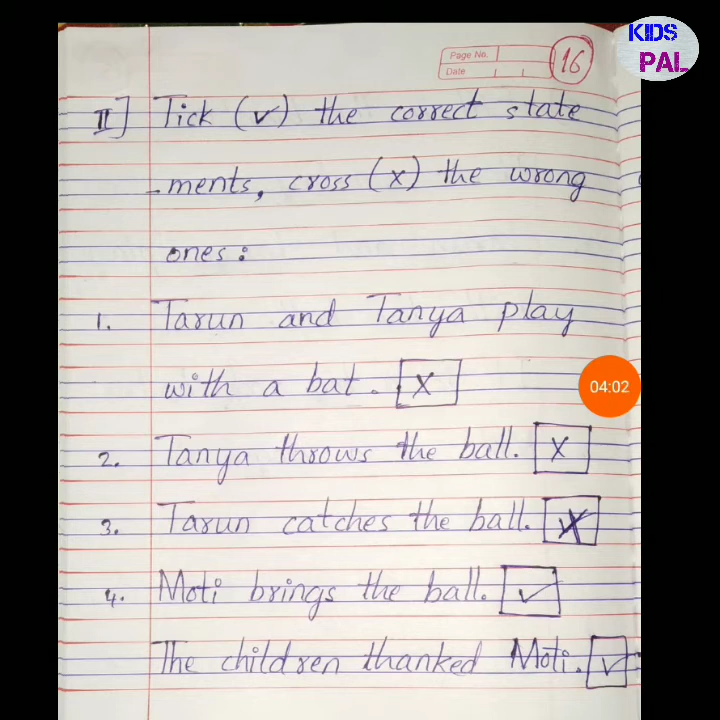 KIDS
PAL
Page No. 16
Date
II] Tick (✓) the correct state
-ments, cross (x) the wrong
ones:
1. Tarun and Tanya play
with a bat. x
04:02
2. Tanya throws the ball. x
3. Tarun catches the ball. x
4. Moti brings the ball. ✓
The children thanked Moti. ✓